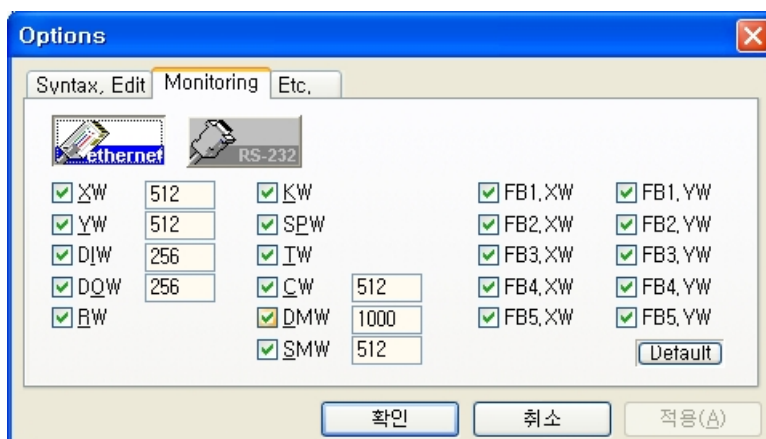 Options
Syntax, Edit Monitoring Etc,
ethernet RS-232
XW 512 KW FB1,XW FB1,YW
YW 512 SPW FB2,XW FB2,YW
DIW 256 TW FB3,XW FB3,YW
DOW 256 CW 512 FB4,XW FB4,YW
RW DMW 1000 FB5,XW FB5,YW
SMW 512 Default
확인 취소 적용(A)